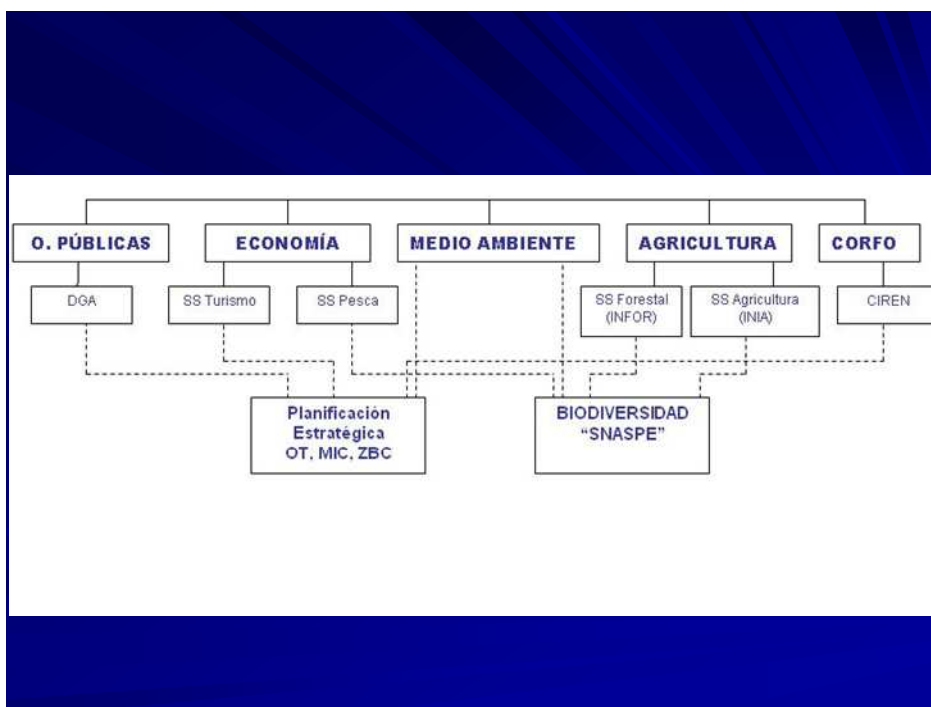 O. PÚBLICAS
ECONOMÍA
MEDIO AMBIENTE
AGRICULTURA
CORFO
DGA
SS Turismo
SS Pesca
SS Forestal
(INFOR)
SS Agricultura
(INIA)
CIREN
Planificación
Estratégica
OT, MIC, ZBC
BIODIVERSIDAD
“SNASPE”